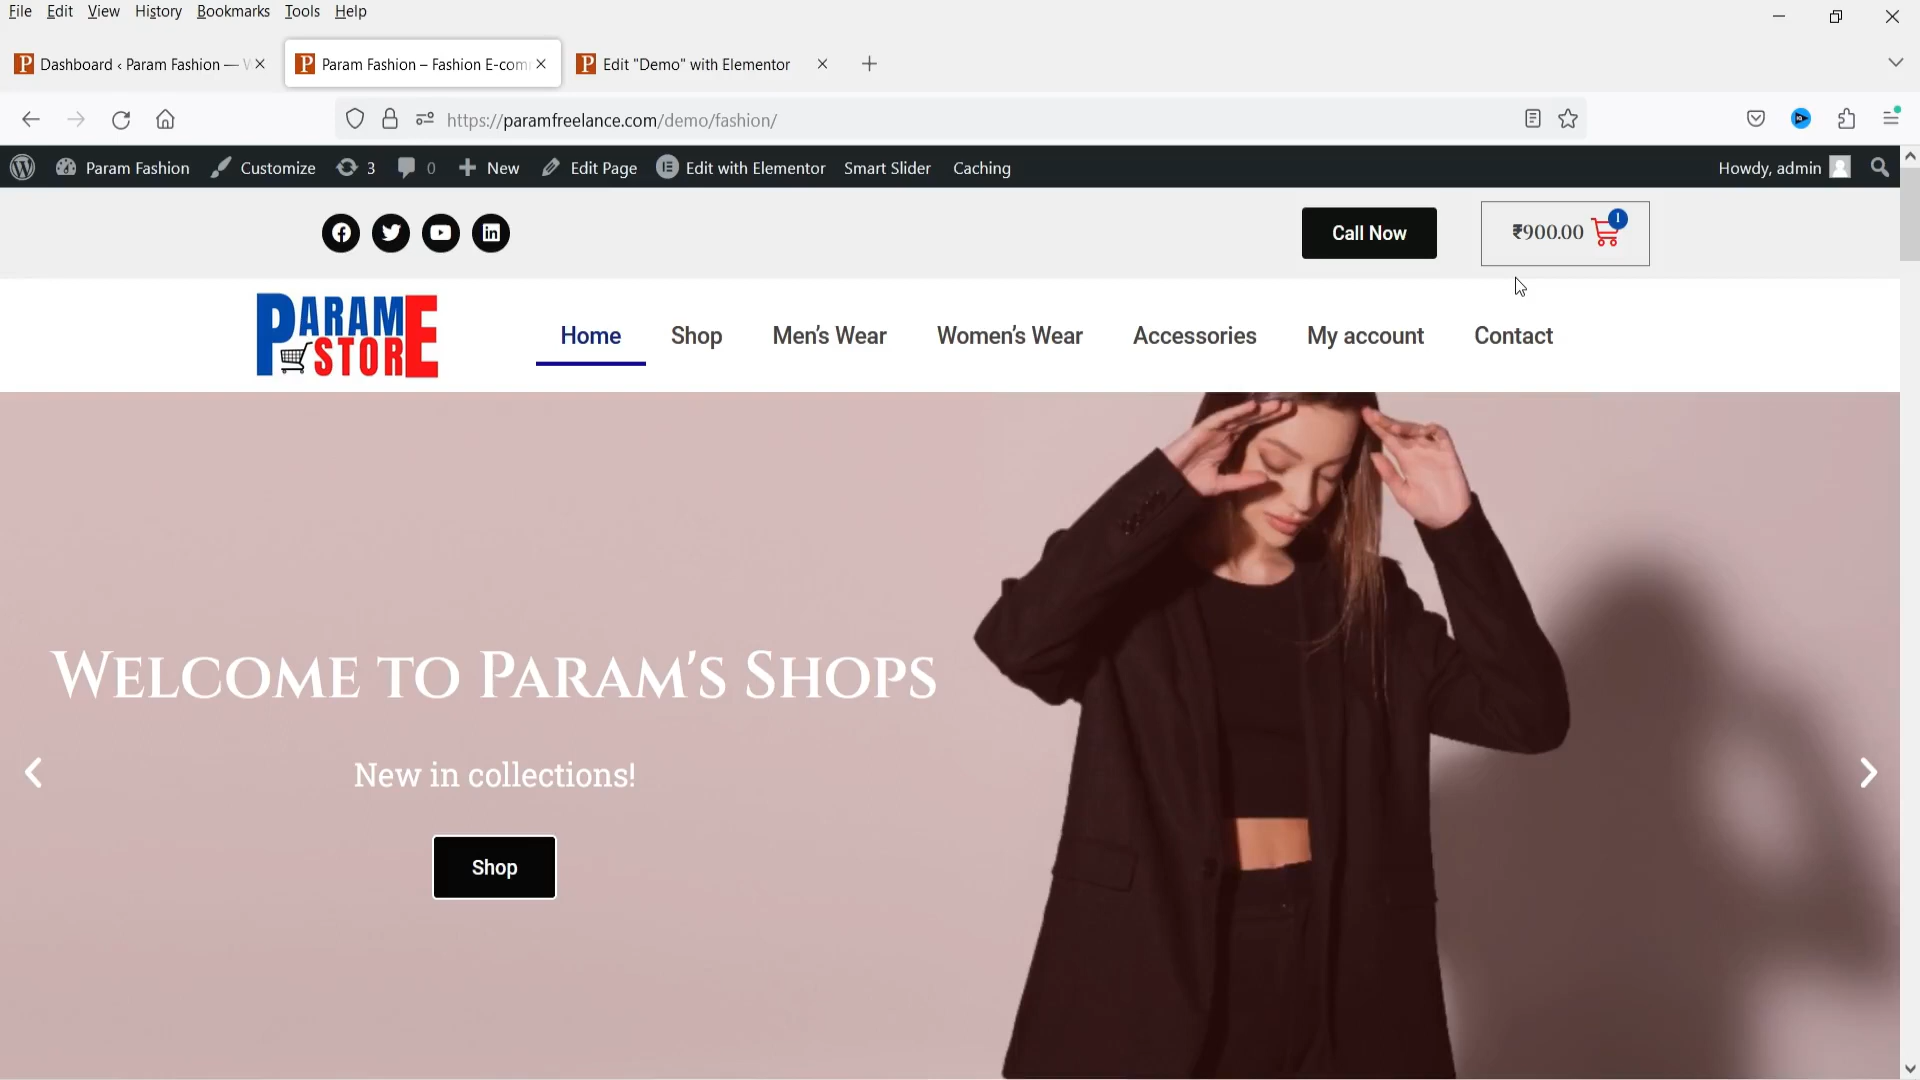 File Edit View History Bookmarks Tools Help
Dashboard ‹ Param Fashion — W
Param Fashion – Fashion E-com
Edit "Demo" with Elementor
https://paramfreelance.com/demo/fashion/
Param Fashion Customize 3 0 New Edit Page Edit with Elementor Smart Slider Caching Howdy, admin
Call Now
₹900.00 1
PARAM STORE
Home Shop Men’s Wear Women’s Wear Accessories My account Contact
WELCOME TO PARAM'S SHOPS
New in collections!
Shop